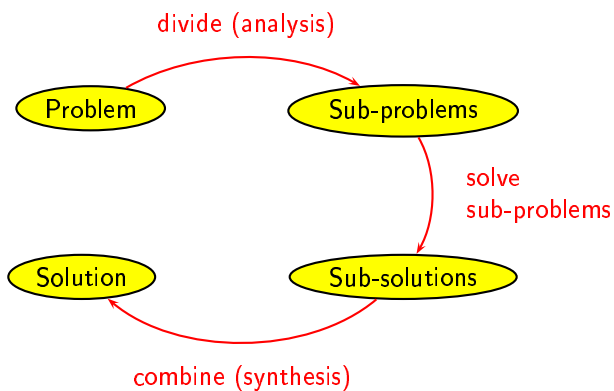 divide (analysis)
Problem
Sub-problems
solve
sub-problems
Solution
Sub-solutions
combine (synthesis)